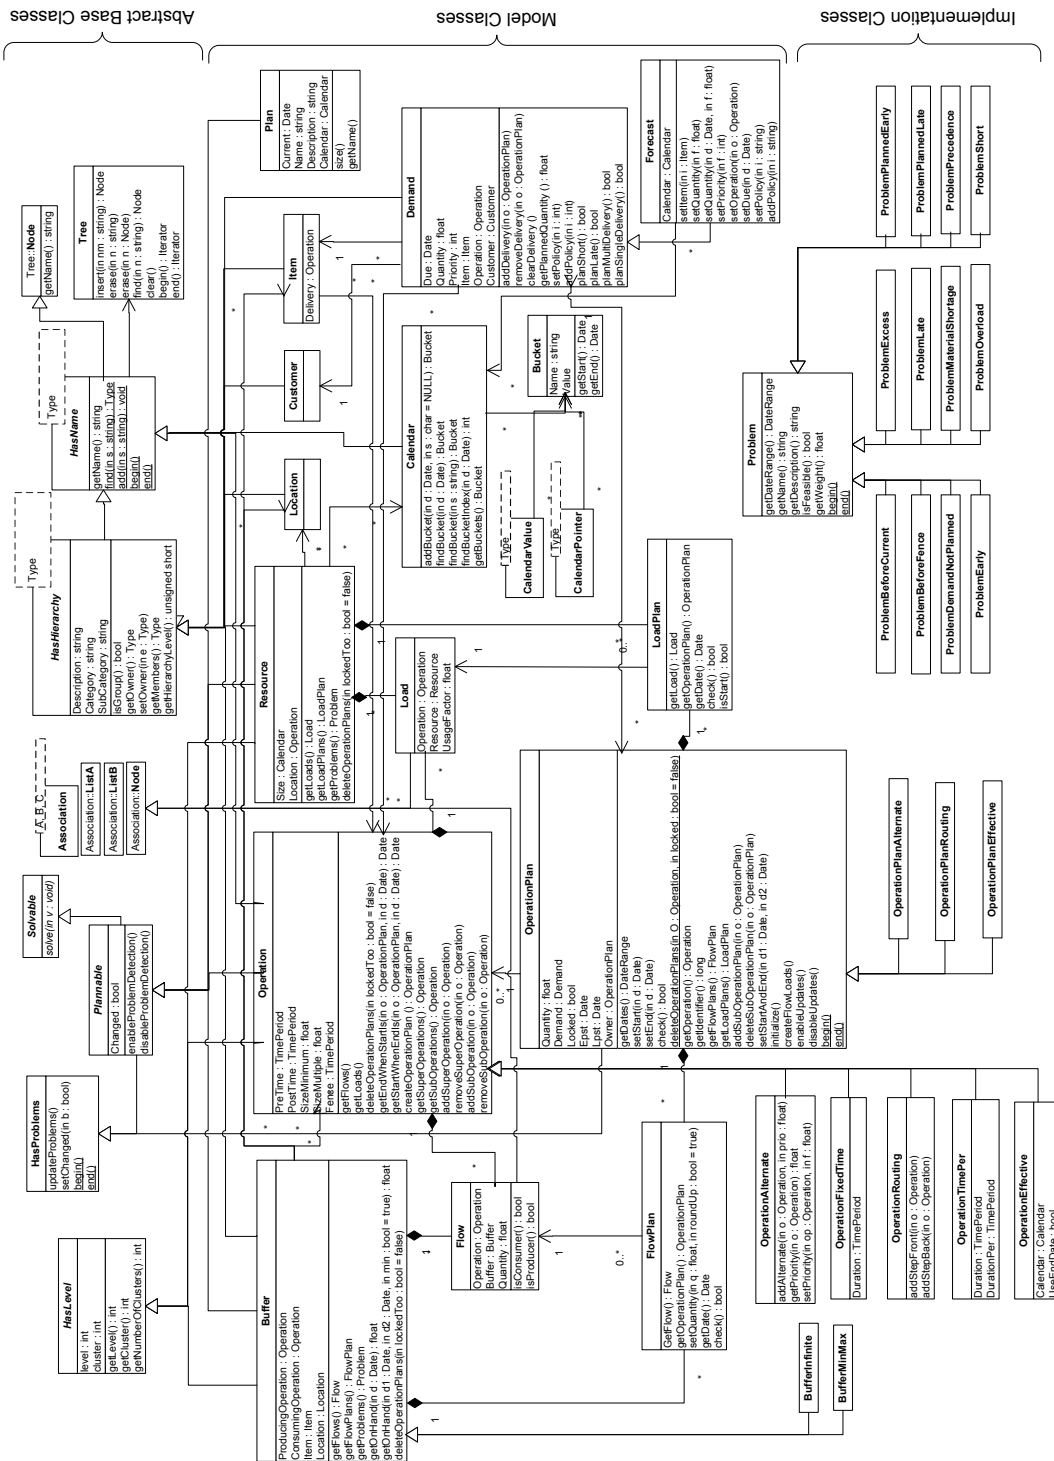 Abstract Base Classes
Model Classes
Implementation Classes
HasLevel
level : int
cluster : int
getLevel() : int
getCluster() : int
getNumberOfClusters() : int
HasProblems
updateProblems()
setChanged(in b : bool)
begin()
end()
Solvable
solve(in v : void)
Plannable
Changed : bool
enableProblemDetection()
disableProblemDetection()
A, B, C
Association
Association::ListA
Association::ListB
Association::Node
Type
HasHierarchy
Description : string
Category : string
SubCategory : string
isGroup() : bool
getOwner() : Type
setOwner(in e : Type)
getMembers() : Type
getHierarchyLevel() : unsigned short
Type
HasName
getName() : string
find(in s : string) : Type
add(in s : string) : void
begin()
end()
Tree::Node
getName() : string
Tree
insert(in nm : string) : Node
erase(in n : string)
erase(in n : Node)
find(in n : string) : Node
clear()
begin() : Iterator
end() : Iterator
Buffer
ProducingOperation : Operation
ConsumingOperation : Operation
Item : Item
Location : Location
getFlows() : Flow
getFlowPlans() : FlowPlan
getProblems() : Problem
getOnHand(in d : Date) : float
getOnHand(in d1 : Date, in d2 : Date, in min : bool = true) : float
deleteOperationPlans(in lockedToo : bool = false)
Operation
PreTime : TimePeriod
PostTime : TimePeriod
SizeMinimum : float
SizeMultiple : float
Fence : TimePeriod
getFlows()
getLoads()
deleteOperationPlans(in lockedToo : bool = false)
getEndWhenStarts(in o : OperationPlan, in d : Date) : Date
getStartWhenEnds(in o : OperationPlan, in d : Date) : Date
createOperationPlan () : OperationPlan
getSuperOperations() : Operation
getSubOperations() : Operation
addSuperOperation(in o : Operation)
removeSuperOperation(in o : Operation)
addSubOperation(in o : Operation)
removeSubOperation(in o : Operation)
Resource
Size : Calendar
Location : Operation
getLoads() : Load
getLoadPlans() : LoadPlan
getProblems() : Problem
deleteOperationPlans(in lockedToo : bool = false)
Location
Customer
Item
Delivery : Operation
Plan
Current : Date
Name : string
Description : string
Calendar : Calendar
size()
getName()
Flow
Operation : Operation
Buffer : Buffer
Quantity : float
isConsumer() : bool
isProducer() : bool
Load
Operation : Operation
Resource : Resource
UsageFactor : float
Calendar
addBucket(in d : Date, in s : char = NULL) : Bucket
findBucket(in d : Date) : Bucket
findBucket(in s : string) : Bucket
findBucketIndex(in d : Date) : int
getBuckets() : Bucket
Demand
Due : Date
Quantity : float
Priority : int
Item : Item
Operation : Operation
Customer : Customer
addDelivery(in o : OperationPlan)
removeDelivery(in o : OperationPlan)
clearDelivery ()
getPlannedQuantity () : float
setPolicy(in i : int)
addPolicy(in i : int)
planShort() : bool
planLate() : bool
planMultiDelivery() : bool
planSingleDelivery() : bool
Type
CalendarValue
Type
CalendarPointer
Bucket
Name : string
Value
getStart() : Date
getEnd() : Date
FlowPlan
GetFlow() : Flow
getOperationPlan() : OperationPlan
setQuantity(in q : float, in roundUp : bool = true)
getDate() : Date
check() : bool
OperationPlan
Quantity : float
Demand : Demand
Locked : bool
Epst : Date
Lpst : Date
Owner : OperationPlan
getDates() : DateRange
setStart(in d : Date)
setEnd(in d : Date)
check() : bool
deleteOperationPlans(in O : Operation, in locked : bool = false)
getOperation() : Operation
getIdentifier() : long
getFlowPlans() : FlowPlan
getLoadPlans() : LoadPlan
addSubOperationPlan(in o : OperationPlan)
deleteSubOperationPlan(in o : OperationPlan)
setStartAndEnd(in d1 : Date, in d2 : Date)
initialize()
createFlowLoads()
enableUpdates()
disableUpdates()
begin()
end()
LoadPlan
getLoad() : Load
getOperationPlan() : OperationPlan
getDate() : Date
check() : bool
isStart() : bool
Forecast
Calendar : Calendar
setItem(in i : Item)
setQuantity(in f : float)
setQuantity(in d : Date, in f : float)
setPriority(in f : int)
setOperation(in o : Operation)
setDue(in d : Date)
setPolicy(in i : string)
addPolicy(in i : string)
BufferInfinite
BufferMinMax
OperationAlternate
addAlternate(in o : Operation, in prio : float)
getPriority(in o : Operation) : float
setPriority(in op : Operation, in f : float)
OperationFixedTime
Duration : TimePeriod
OperationRouting
addStepFront(in o : Operation)
addStepBack(in o : Operation)
OperationTimePer
Duration : TimePeriod
DurationPer : TimePeriod
OperationEffective
Calendar : Calendar
UseEndDate : bool
OperationPlanAlternate
OperationPlanRouting
OperationPlanEffective
Problem
getDateRange() : DateRange
getName() : string
getDescription() : string
isFeasible() : bool
getWeight() : float
begin()
end()
ProblemBeforeCurrent
ProblemBeforeFence
ProblemDemandNotPlanned
ProblemEarly
ProblemExcess
ProblemLate
ProblemMaterialShortage
ProblemOverload
ProblemPlannedEarly
ProblemPlannedLate
ProblemPrecedence
ProblemShort